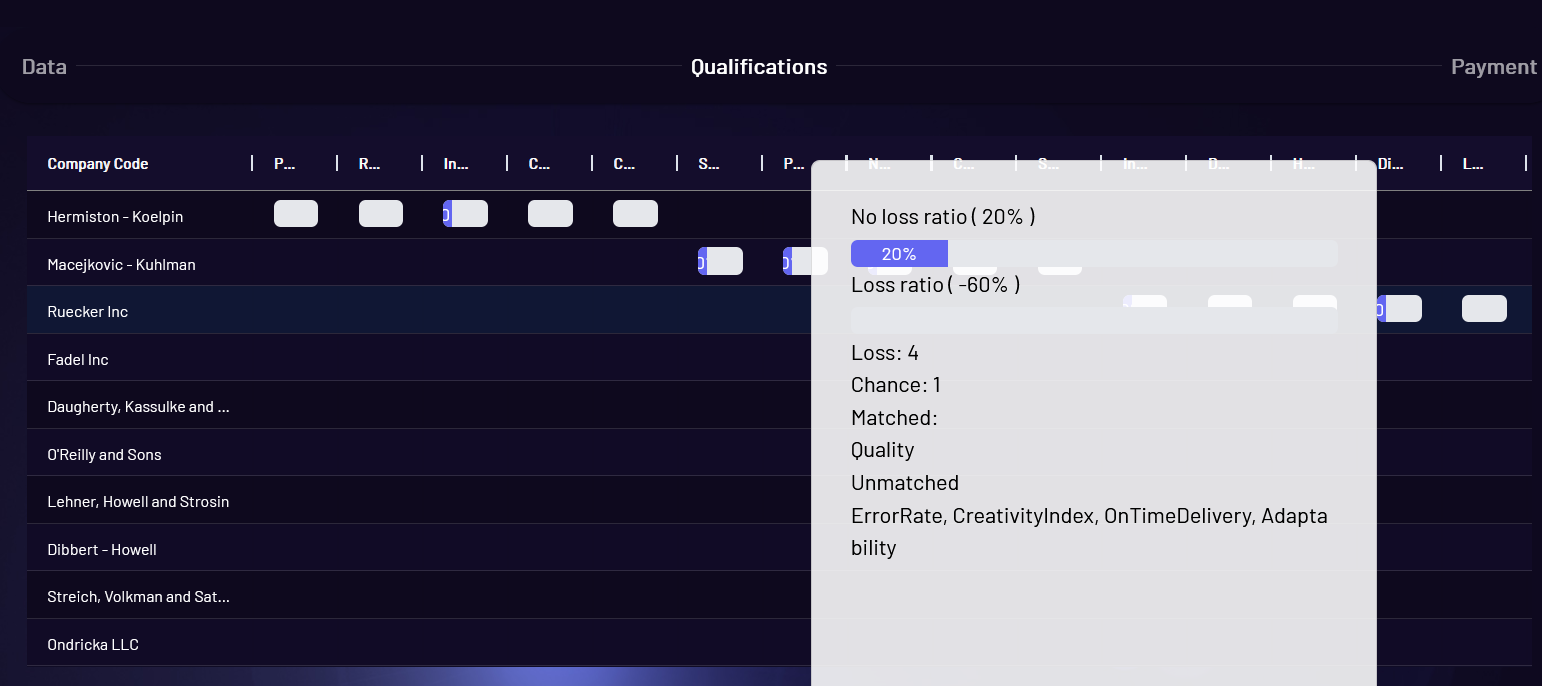 Data
Qualifications
Payment
Company Code P... R... In... C... C... S... P... N... C... S... In... D... H... Di... L...
Hermiston - Koelpin
Macejkovic - Kuhlman
Ruecker Inc
Fadel Inc
Daugherty, Kassulke and ...
O'Reilly and Sons
Lehner, Howell and Strosin
Dibbert - Howell
Streich, Volkman and Sat...
Ondricka LLC
No loss ratio ( 20% )
20%
Loss ratio ( -60% )
Loss: 4
Chance: 1
Matched:
Quality
Unmatched
ErrorRate, CreativityIndex, OnTimeDelivery, Adapta
bility